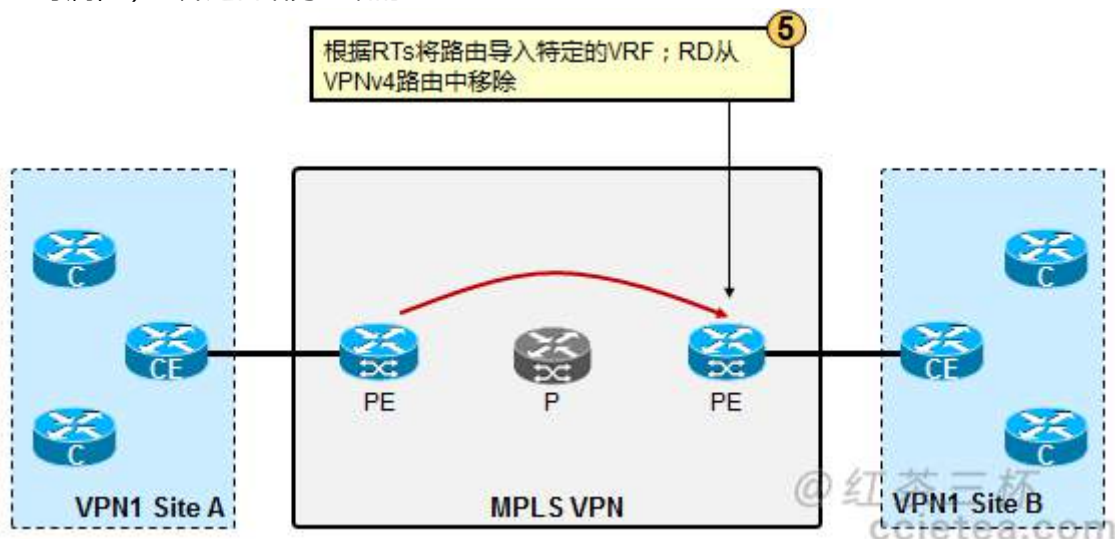 5
根据RTs将路由导入特定的VRF；RD从
VPNv4路由中移除
C
C
CE
CE
PE
P
PE
C
C
VPN1 Site A
MPLS VPN
VPN1 Site B
@红茶三杯
ccietea.com